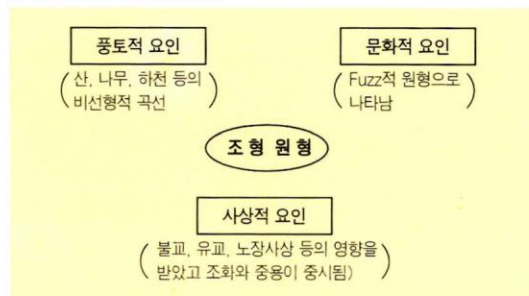 풍토적 요인
(산, 나무, 하천 등의
비선형적 곡선)
문화적 요인
(Fuzz적 원형으로
나타남)
조형 원형
사상적 요인
(불교, 유교, 노장사상 등의 영향을
받았고 조화와 중용이 중시됨)